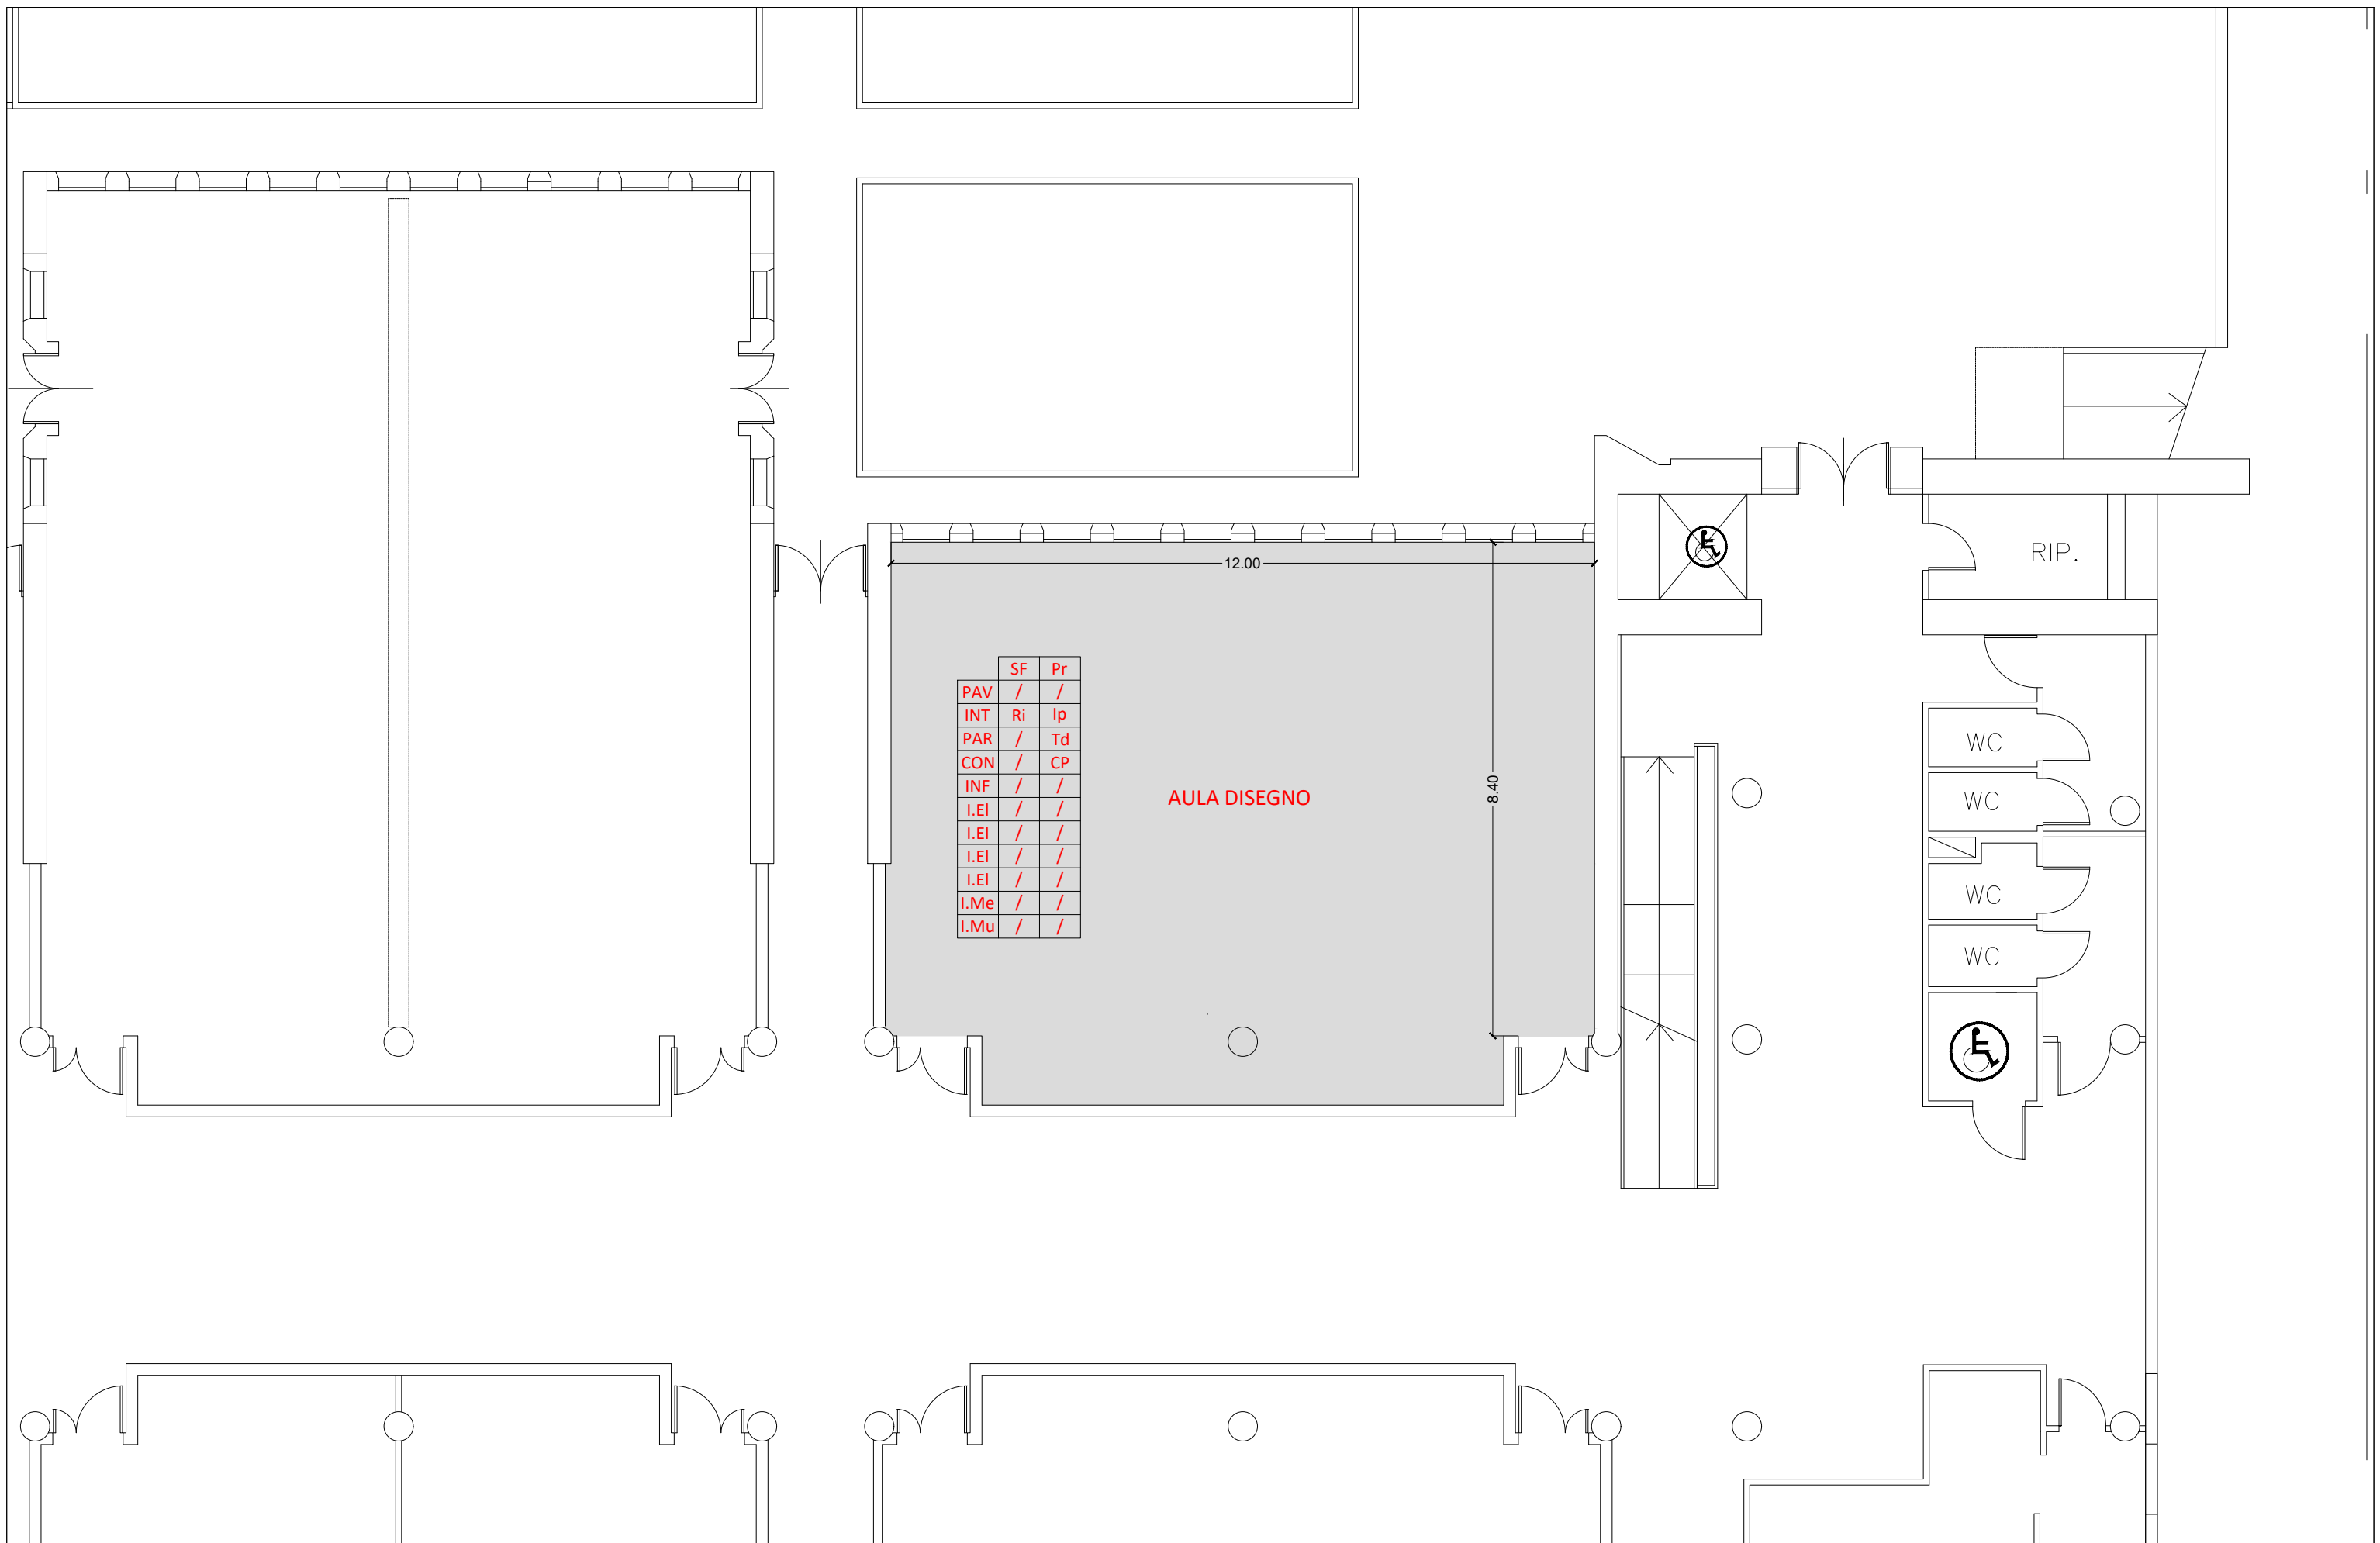 RIP.
12.00
SF Pr
PAV / /
INT Ri Ip
PAR / Td
CON / CP
INF / /
I.El / /
I.El / /
I.El / /
I.El / /
I.Me / /
I.Mu / /
AULA DISEGNO
8.40
WC
WC
WC
WC